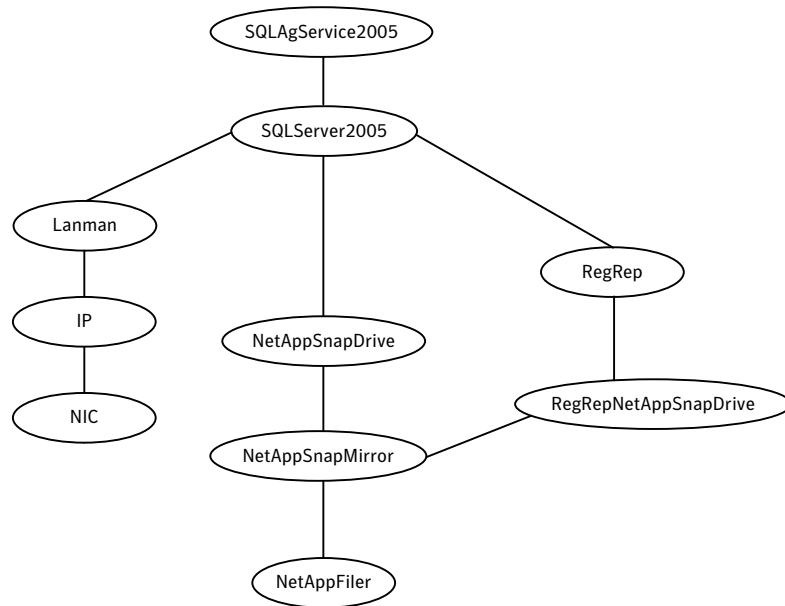 SQLAgService2005
SQLServer2005
Lanman
RegRep
IP
NetAppSnapDrive
RegRepNetAppSnapDrive
NIC
NetAppSnapMirror
NetAppFiler